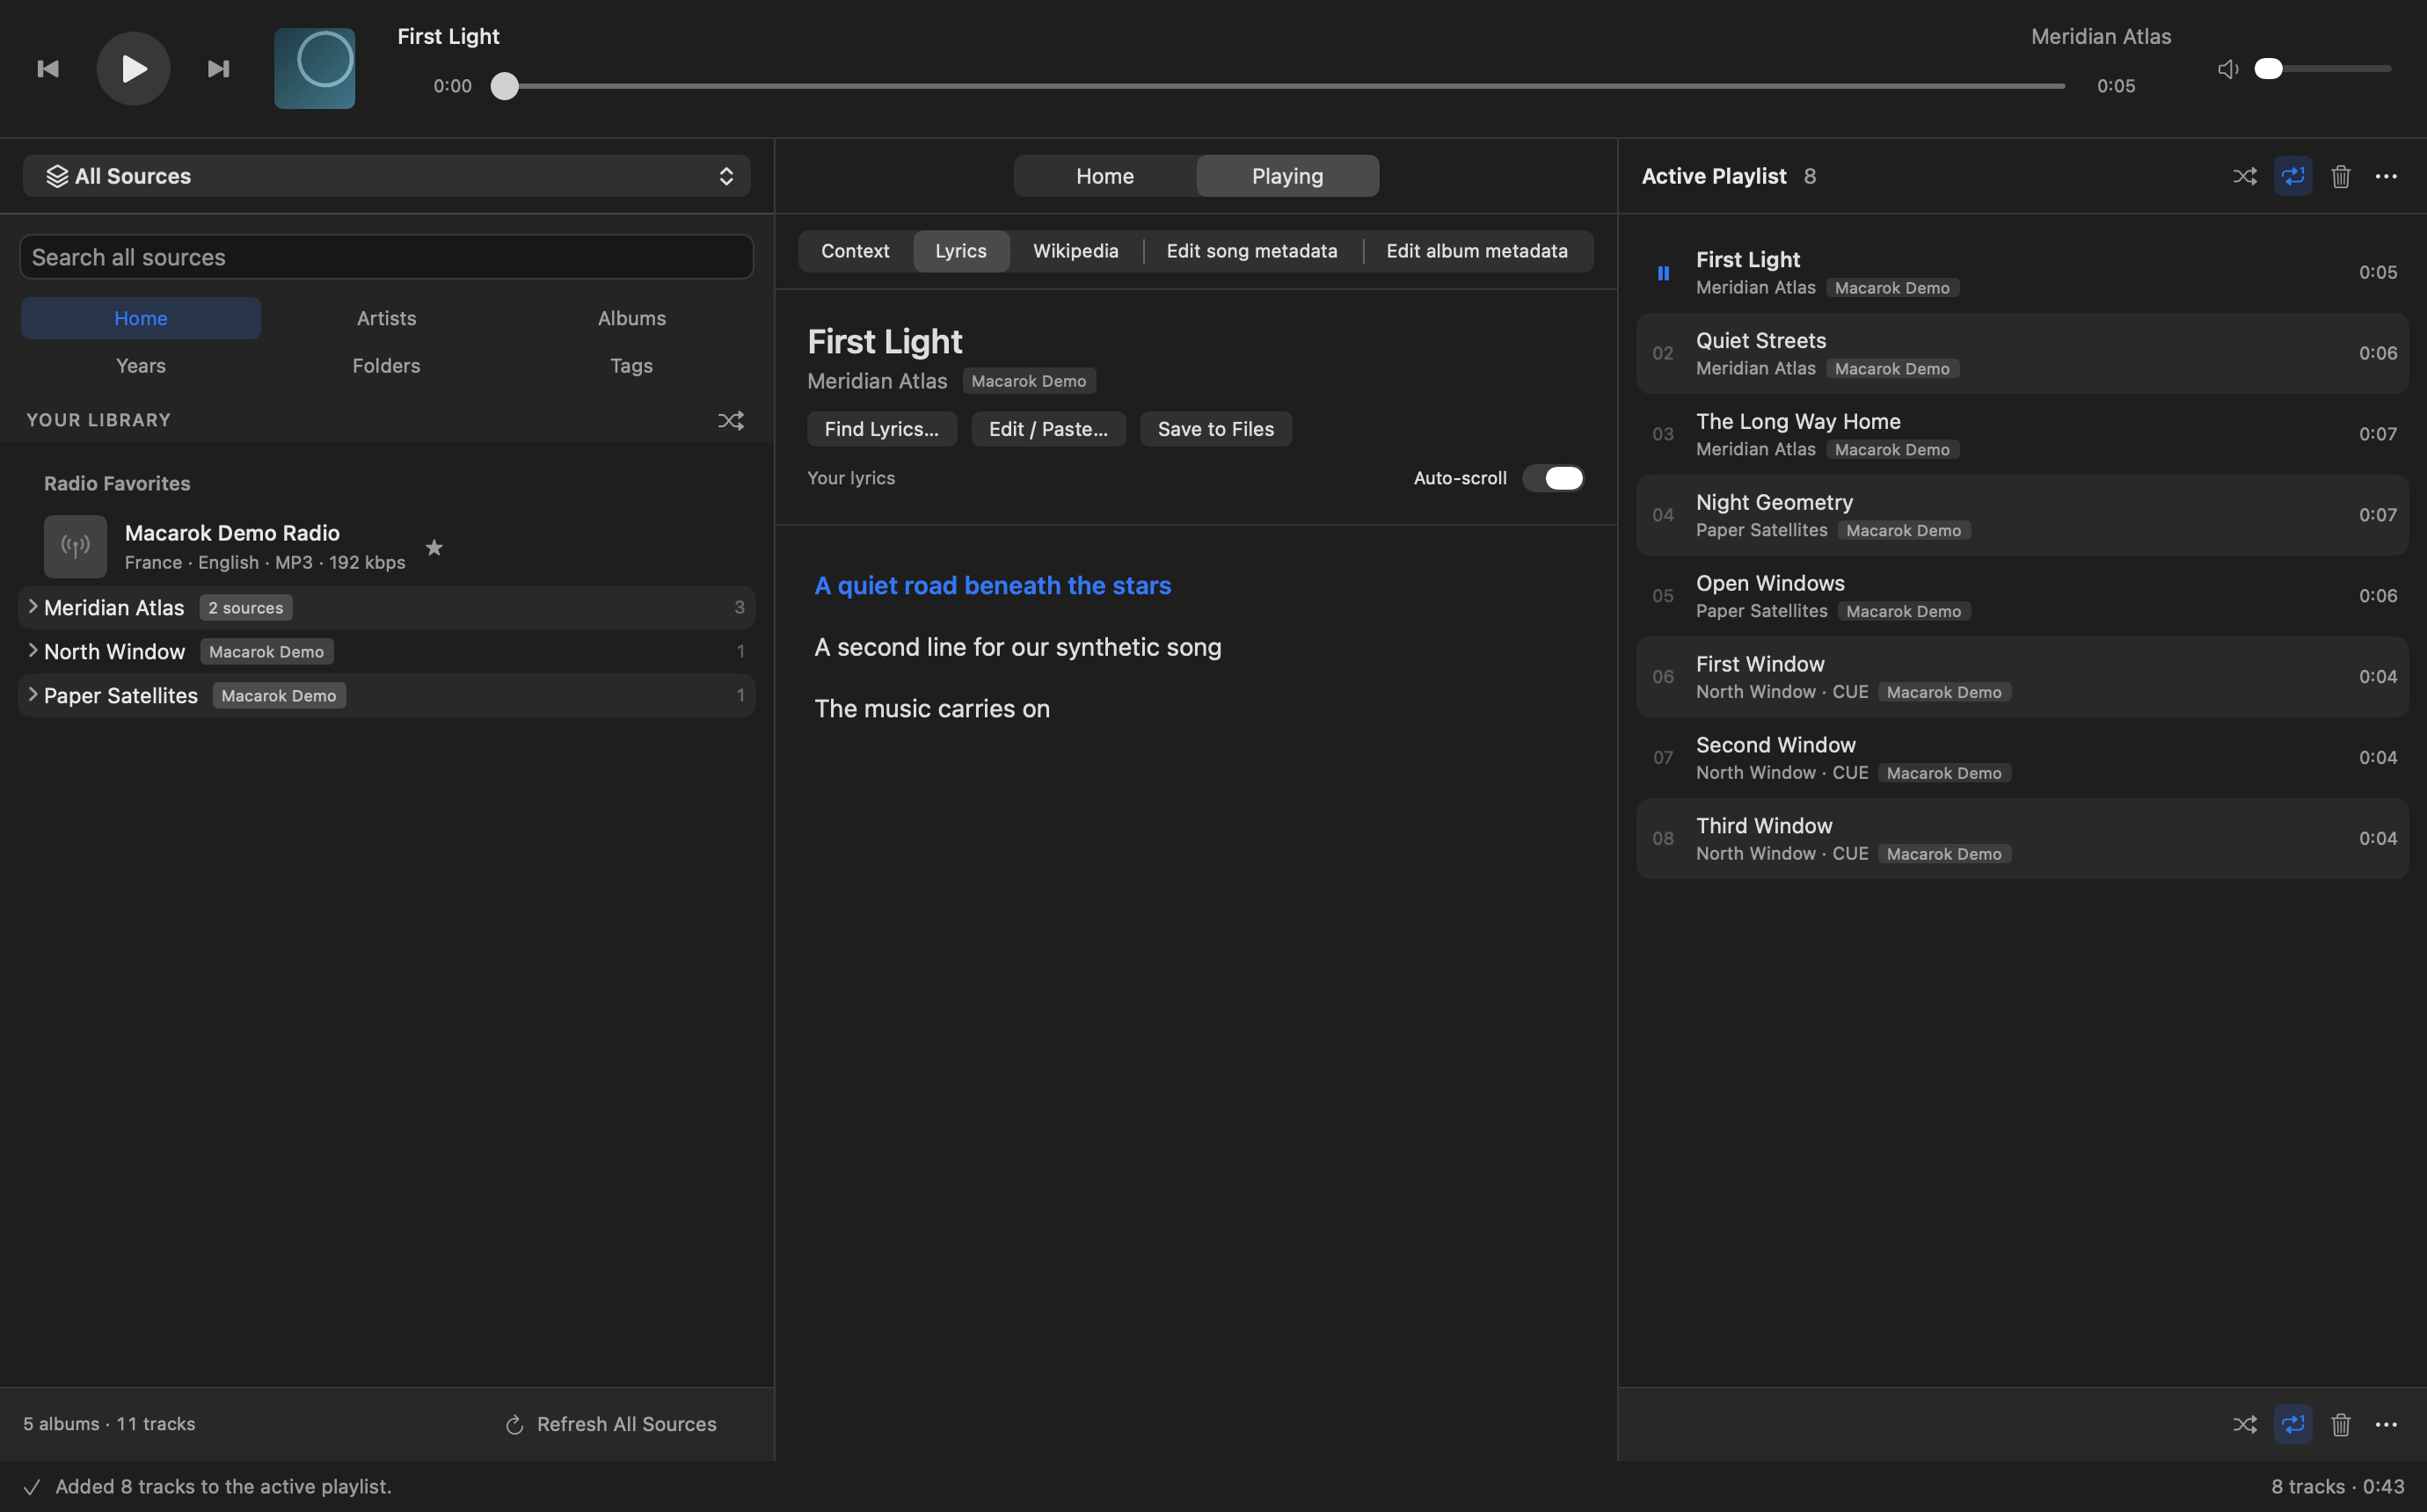 First Light
Meridian Atlas
0:00
0:05
All Sources
Search all sources
Home Artists Albums
Years Folders Tags
YOUR LIBRARY
Radio Favorites
Macarok Demo Radio
France · English · MP3 · 192 kbps
Meridian Atlas 2 sources 3
North Window Macarok Demo 1
Paper Satellites Macarok Demo 1
5 albums · 11 tracks
Refresh All Sources
Home Playing
Context Lyrics Wikipedia Edit song metadata Edit album metadata
First Light
Meridian Atlas Macarok Demo
Find Lyrics... Edit / Paste... Save to Files
Your lyrics
Auto-scroll
A quiet road beneath the stars
A second line for our synthetic song
The music carries on
Active Playlist 8
First Light
Meridian Atlas Macarok Demo
0:05
02
Quiet Streets
Meridian Atlas Macarok Demo
0:06
03
The Long Way Home
Meridian Atlas Macarok Demo
0:07
04
Night Geometry
Paper Satellites Macarok Demo
0:07
05
Open Windows
Paper Satellites Macarok Demo
0:06
06
First Window
North Window · CUE Macarok Demo
0:04
07
Second Window
North Window · CUE Macarok Demo
0:04
08
Third Window
North Window · CUE Macarok Demo
0:04
Added 8 tracks to the active playlist.
8 tracks · 0:43